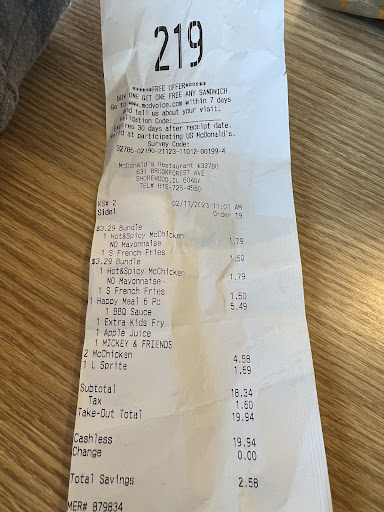 219
******FREE OFFER******
BUY ONE GET ONE FREE ANY SANDWICH
Go to www.mcdvoice.com within 7 days
and tell us about your visit.
Validation Code:
Expires 30 days after receipt date.
Valid at participating US McDonald's.
Survey Code:
32786-02190-21123-11012-00199-4
McDonald's Restaurant #32786
631 BROOKFOREST AVE
SHOREWOOD, IL 60404
TEL# 815-725-4580
KS# 2 02/11/2023 11:01 AM
Side1 Order 19
$3.29 Bundle
1 Hot&Spicy McChicken 1.79
NO Mayonnaise
1 S French Fries 1.50
$3.29 Bundle
1 Hot&Spicy McChicken 1.79
NO Mayonnaise
1 S French Fries 1.50
1 Happy Meal 6 Pc 5.49
1 BBQ Sauce
1 Extra Kids Fry
1 Apple Juice
1 MICKEY & FRIENDS
2 McChicken 4.58
1 L Sprite 1.69
Subtotal 18.34
Tax 1.60
Take-Out Total 19.94
Cashless 19.94
Change 0.00
Total Savings 2.58
MER# 879834